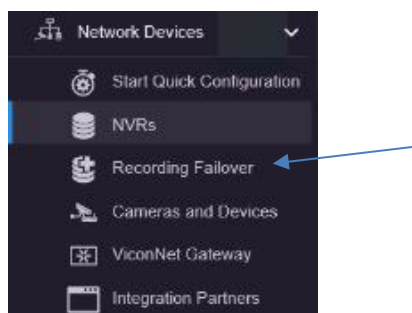 Network Devices
Start Quick Configuration
NVRs
Recording Failover
Cameras and Devices
ViconNet Gateway
Integration Partners